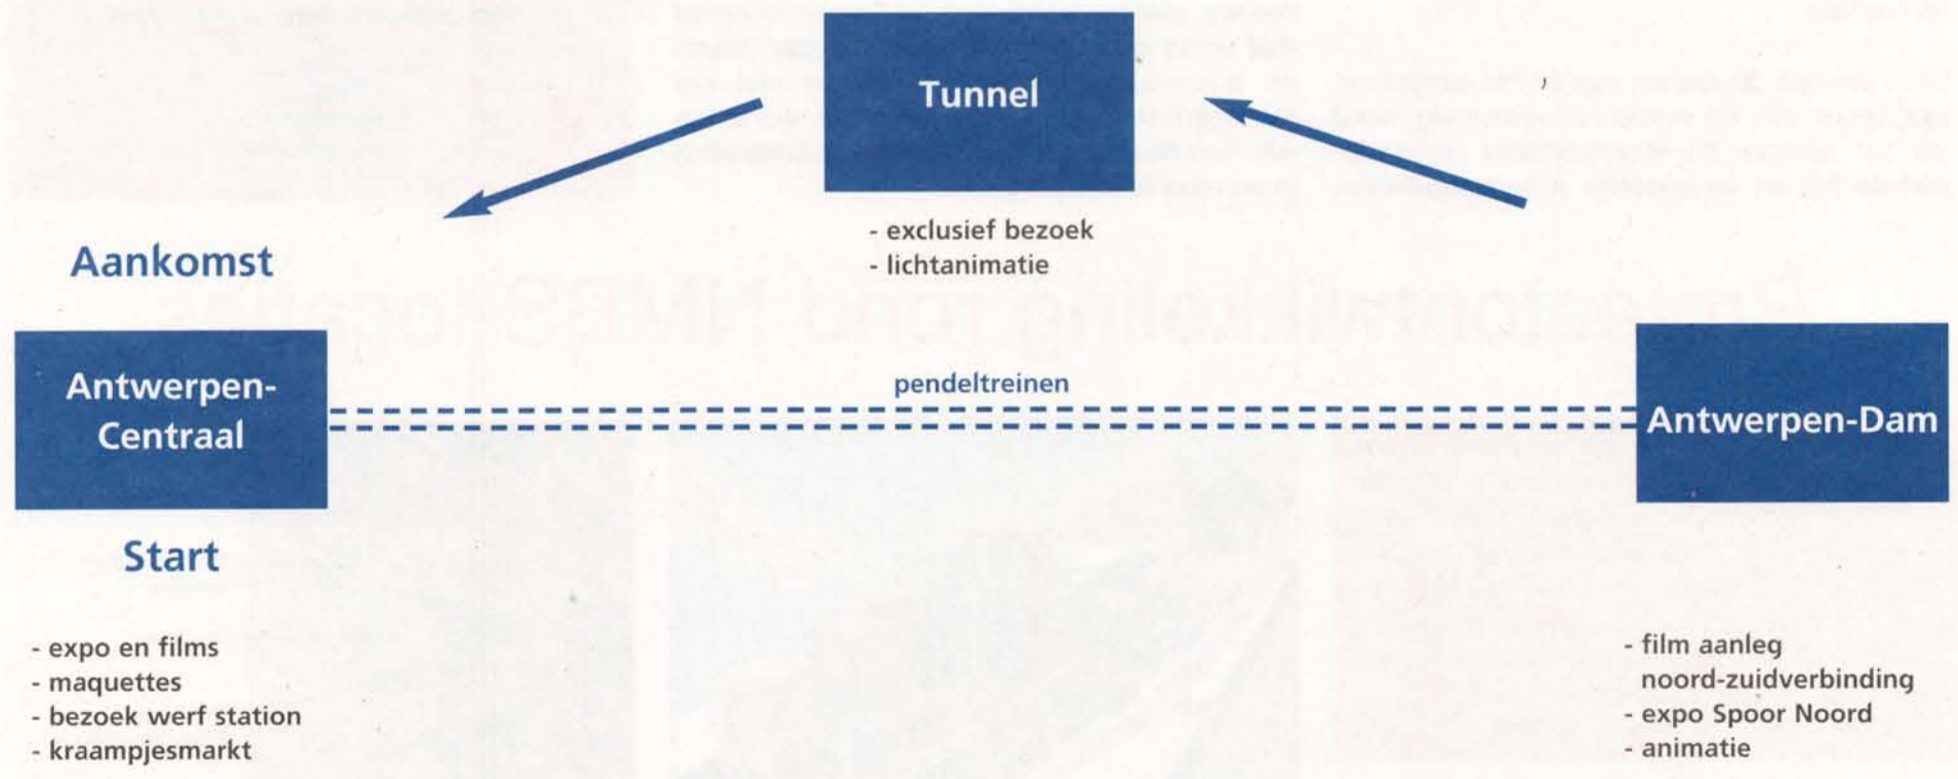 Tunnel
- exclusief bezoek
- lichtanimatie
Aankomst
Antwerpen-
Centraal
Start
pendeltreinen
Antwerpen-Dam
- expo en films
- maquettes
- bezoek werf station
- kraampjesmarkt
- film aanleg
noord-zuidverbinding
- expo Spoor Noord
- animatie